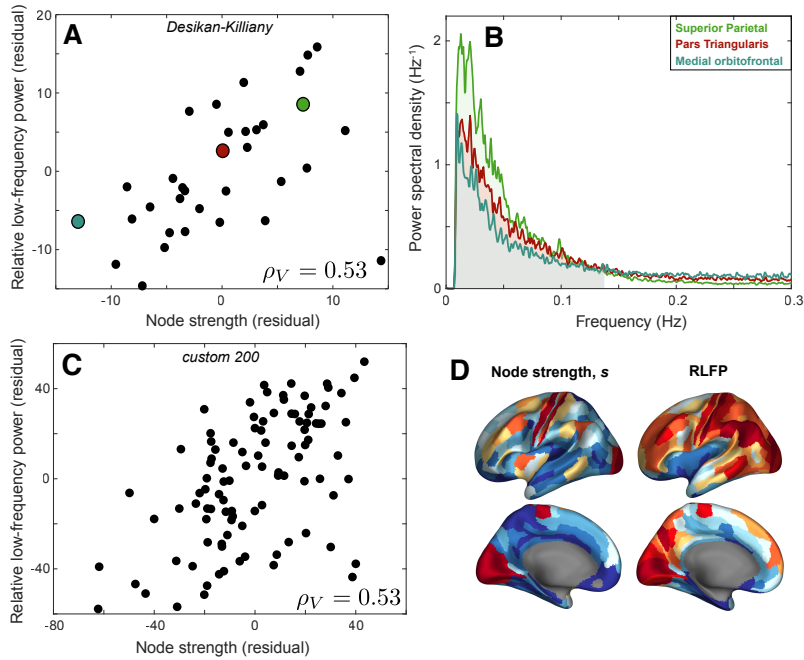 A
Desikan-Killiany
Relative low-frequency power (residual)
20
10
0
-10
-10
0
10
ρV = 0.53
Node strength (residual)
B
Superior Parietal
Pars Triangularis
Medial orbitofrontal
Power spectral density (Hz⁻¹)
2
1
0
0
0.1
0.2
0.3
Frequency (Hz)
C
custom 200
Relative low-frequency power (residual)
40
0
-40
-80
-40
0
40
ρV = 0.53
Node strength (residual)
D
Node strength, s
RLFP